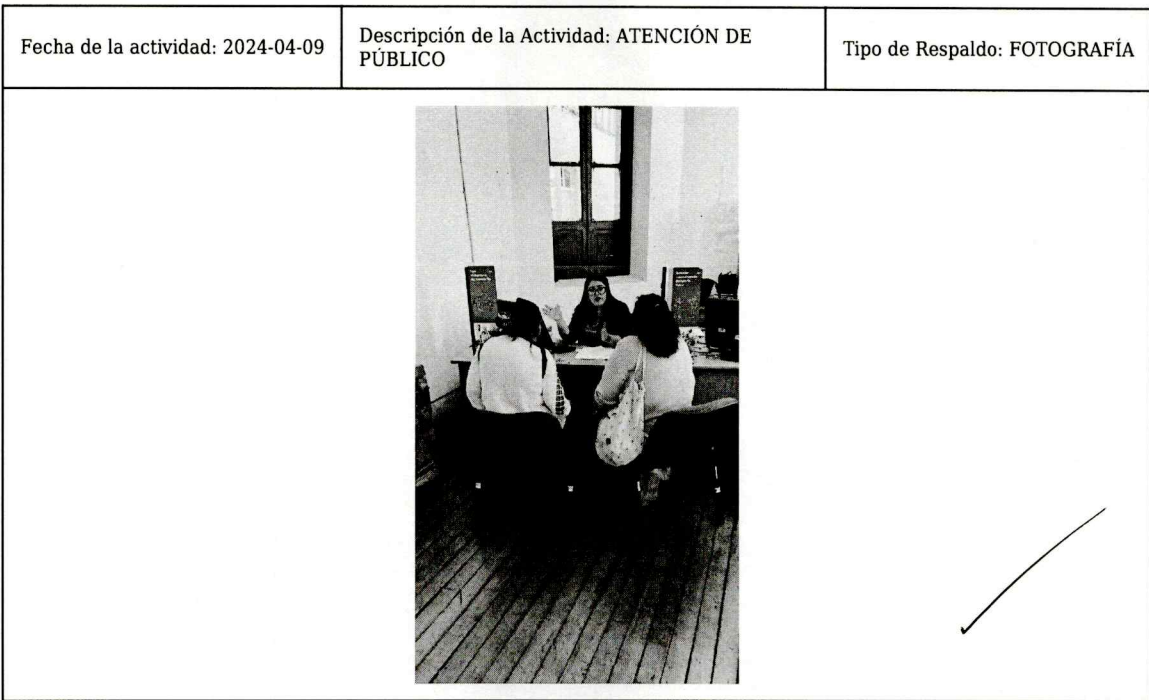 Fecha de la actividad: 2024-04-09
Descripción de la Actividad: ATENCIÓN DE
PÚBLICO
Tipo de Respaldo: FOTOGRAFÍA